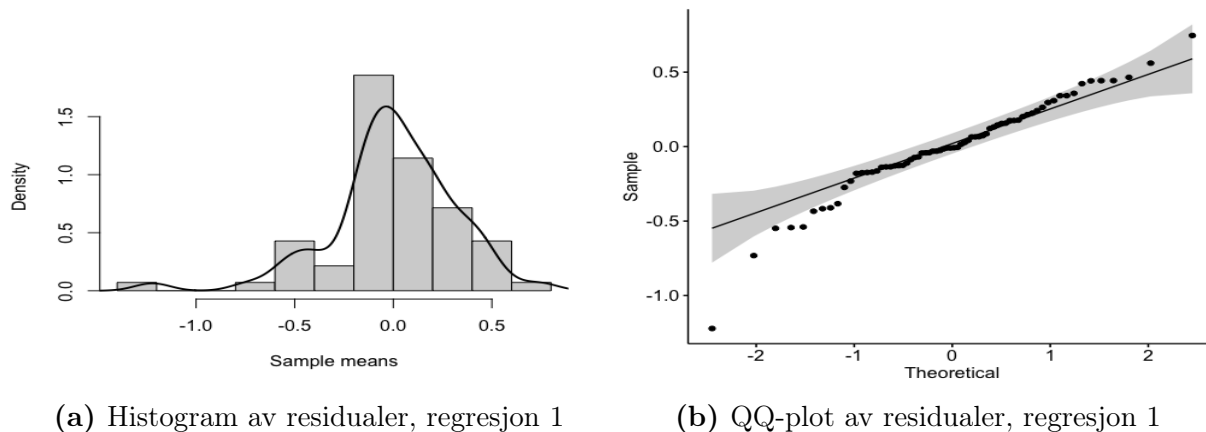 Density
0.0
0.5
1.0
1.5
-1.0
-0.5
0.0
0.5
Sample means
(a) Histogram av residualer, regresjon 1
Sample
0.5
0.0
-0.5
-1.0
-2
-1
0
1
2
Theoretical
(b) QQ-plot av residualer, regresjon 1